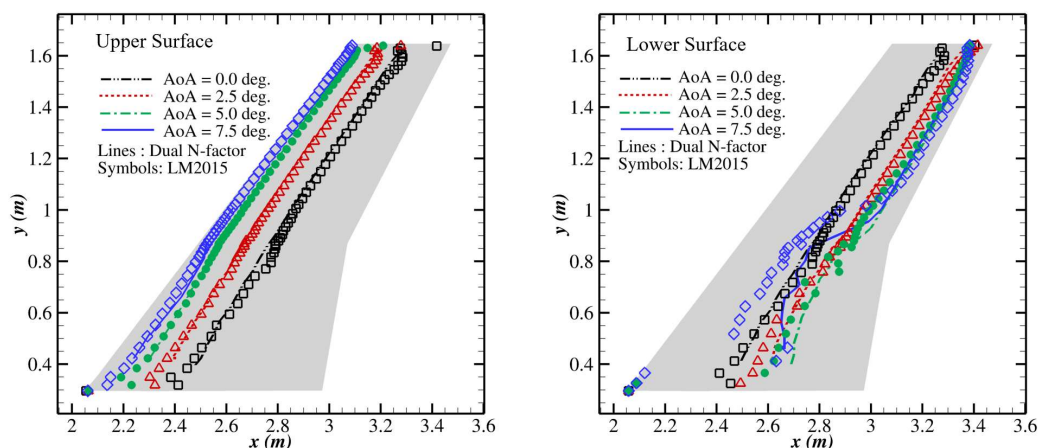 Upper Surface
AoA = 0.0 deg.
AoA = 2.5 deg.
AoA = 5.0 deg.
AoA = 7.5 deg.
Lines : Dual N-factor
Symbols: LM2015
y (m)
1.6
1.4
1.2
1
0.8
0.6
0.4
2 2.2 2.4 2.6 2.8 3 3.2 3.4 3.6
x (m)
Lower Surface
AoA = 0.0 deg.
AoA = 2.5 deg.
AoA = 5.0 deg.
AoA = 7.5 deg.
Lines : Dual N-factor
Symbols: LM2015
y (m)
1.6
1.4
1.2
1
0.8
0.6
0.4
2 2.2 2.4 2.6 2.8 3 3.2 3.4 3.6
x (m)